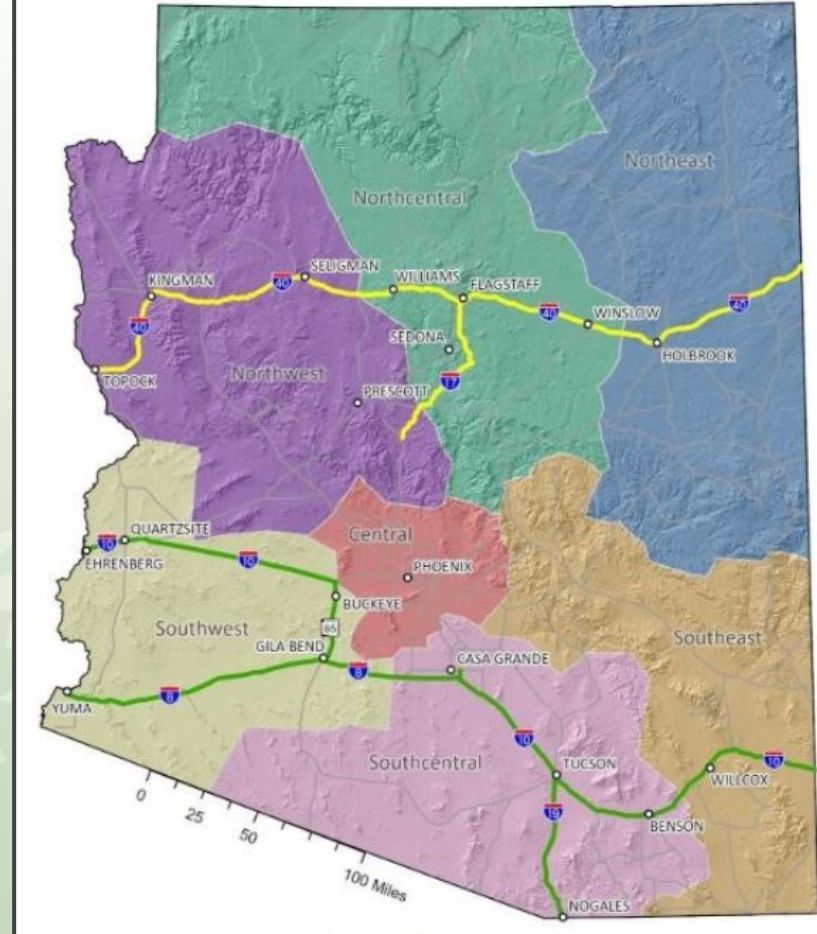 Northeast
Northcentral
SELIGMAN
WILLIAMS
FLAGSTAFF
KINGMAN
40
40
40
40
WINSLOW
SEDONA
HOLBROOK
TOPOCK
Northwest
17
PRESCOTT
QUARTZSITE
Central
10
EHRENBERG
10
PHOENIX
BUCKEYE
Southwest
85
Southeast
GILA BEND
CASA GRANDE
8
8
YUMA
10
Southcentral
TUCSON
10
WILLCOX
0
25
50
100 Miles
19
BENSON
NOGALES